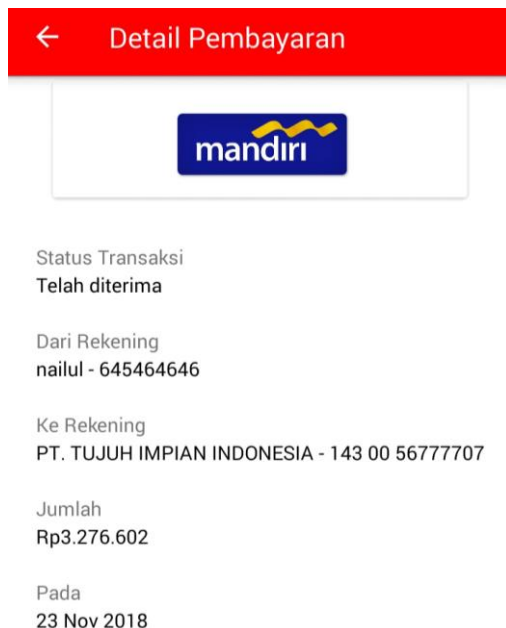 Detail Pembayaran
mandiri
Status Transaksi
Telah diterima
Dari Rekening
nailul - 645464646
Ke Rekening
PT. TUJUH IMPIAN INDONESIA - 143 00 56777707
Jumlah
Rp3.276.602
Pada
23 Nov 2018